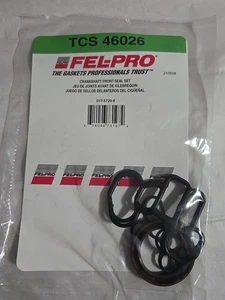 TCS 46026
FEL-PRO
THE GASKETS PROFESSIONALS TRUST™
CRANKSHAFT FRONT SEAL SET
JEU DE JOINTS AVANT DE VILEBREQUIN
JUEGO DE SELLOS DELANTEROS DEL CIGÜEÑAL